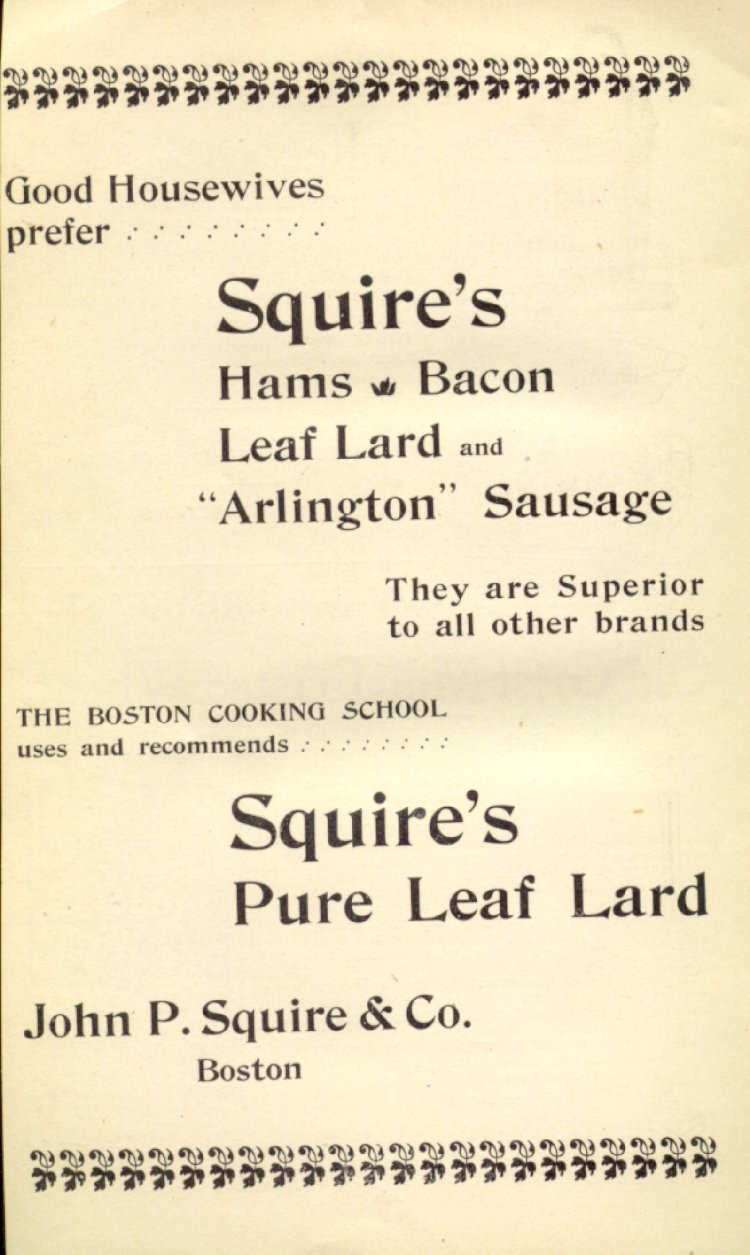 Good Housewives
prefer
Squire's
Hams Bacon
Leaf Lard and
“Arlington” Sausage
They are Superior
to all other brands
THE BOSTON COOKING SCHOOL
uses and recommends
Squire's
Pure Leaf Lard
John P. Squire & Co.
Boston